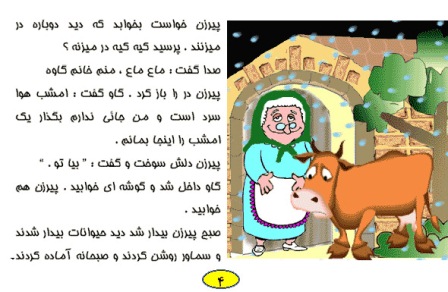 پیرزن خواست بخوابد که دید دوباره در
میزنند . پرسید کیه کیه در میزنه ؟
صدا گفت : ماع ماع ، منم خانم گاوه
پیرزن در را باز کرد . گاو گفت : امشب هوا
سرد است و من جائی ندارم بگذار یک
امشب را اینجا بمانم .
پیرزن دلش سوخت و گفت : " بیا تو . "
گاو داخل شد و گوشه ای خوابید . پیرزن هم
خوابید .
صبح پیرزن بیدار شد دید حیوانات بیدار شدند
و سماور روشن کردند و صبحانه آماده کردند.
۴